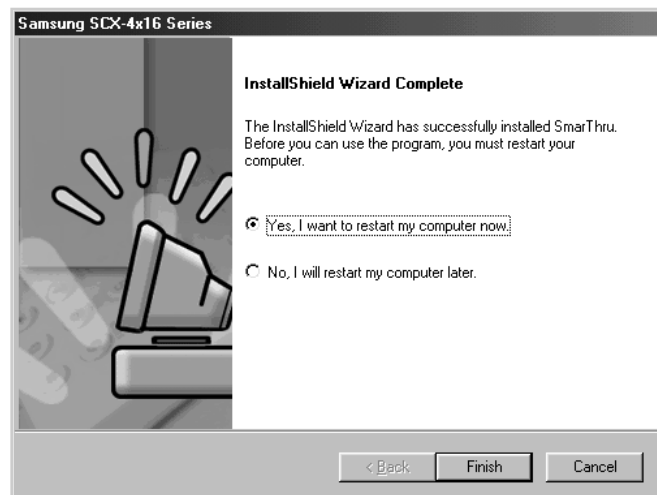 Samsung SCX-4x16 Series
InstallShield Wizard Complete
The InstallShield Wizard has successfully installed SmarThru.
Before you can use the program, you must restart your
computer.
Yes, I want to restart my computer now.
No, I will restart my computer later.
< Back
Finish
Cancel